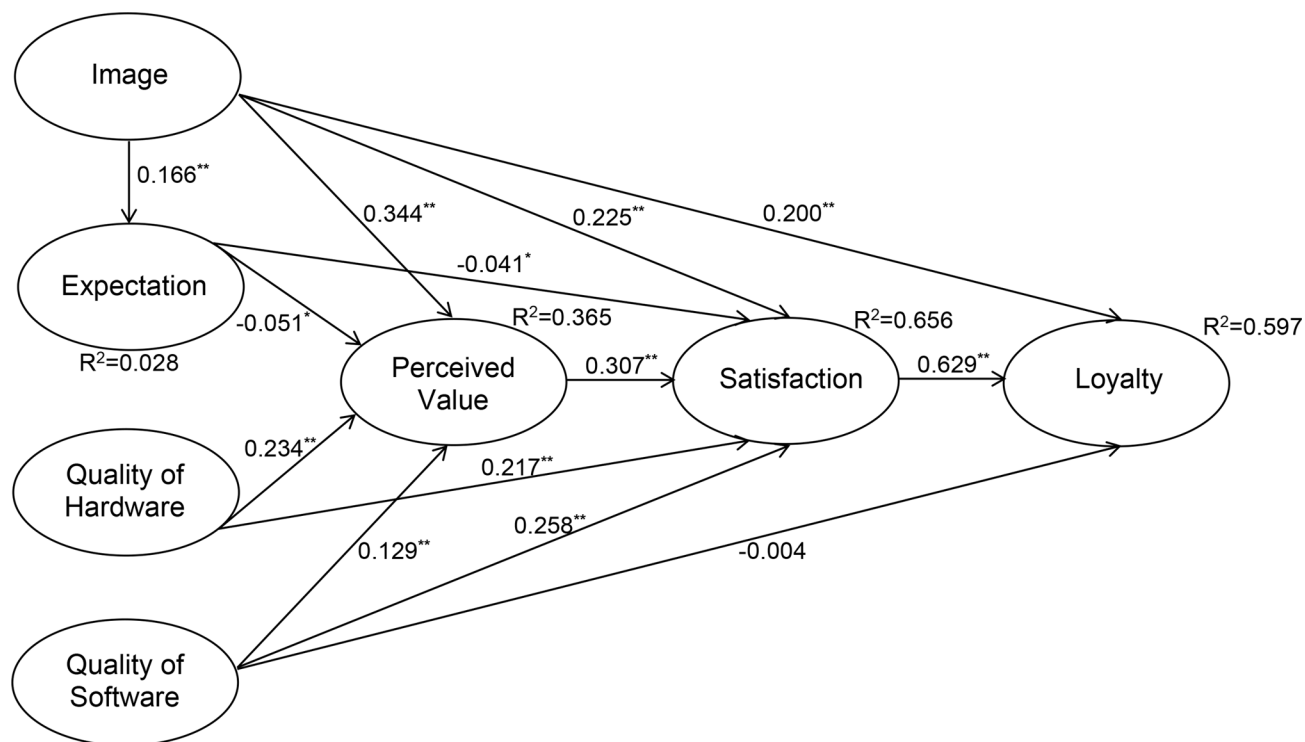 Image
0.166**
0.344**
0.225**
0.200**
Expectation
-0.041*
-0.051*
R²=0.028
R²=0.365
R²=0.656
R²=0.597
Perceived
Value
0.307**
Satisfaction
0.629**
Loyalty
Quality of
Hardware
0.234**
0.217**
0.129**
0.258**
-0.004
Quality of
Software